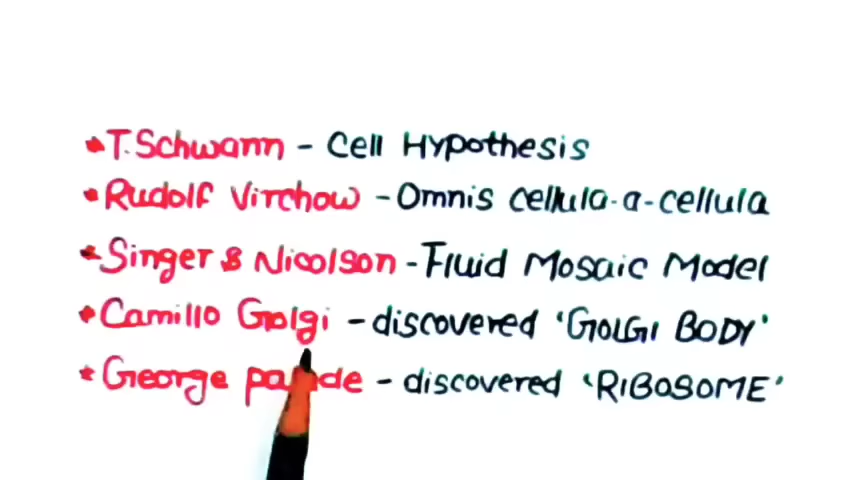 • T. Schwann - Cell Hypothesis
• Rudolf Virchow - Omnis cellula-a-cellula
• Singer & Nicolson - Fluid Mosaic Model
• Camillo Golgi - discovered 'GOLGI BODY'
• George - discovered 'RIBOSOME'